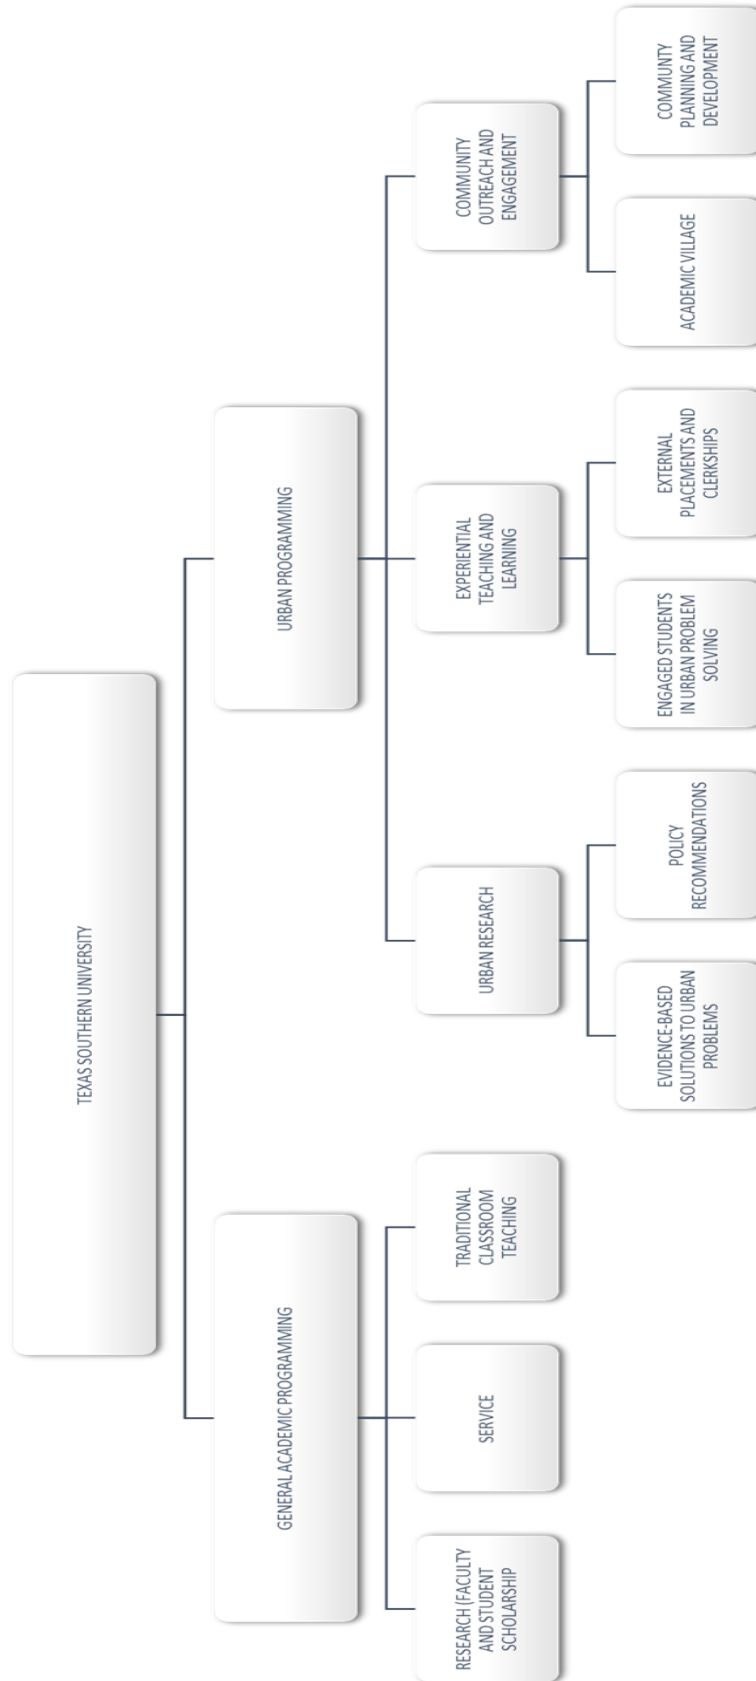 TEXAS SOUTHERN UNIVERSITY
GENERAL ACADEMIC PROGRAMMING
URBAN PROGRAMMING
RESEARCH (FACULTY
AND STUDENT
SCHOLARSHIP
SERVICE
TRADITIONAL
CLASSROOM
TEACHING
URBAN RESEARCH
EXPERIENTIAL
TEACHING AND
LEARNING
COMMUNITY
OUTREACH AND
ENGAGEMENT
EVIDENCE-BASED
SOLUTIONS TO URBAN
PROBLEMS
POLICY
RECOMMENDATIONS
ENGAGED STUDENTS
IN URBAN PROBLEM
SOLVING
EXTERNAL
PLACEMENTS AND
CLERKSHIPS
ACADEMIC VILLAGE
COMMUNTY
PLANNING AND
DEVELOPMENT